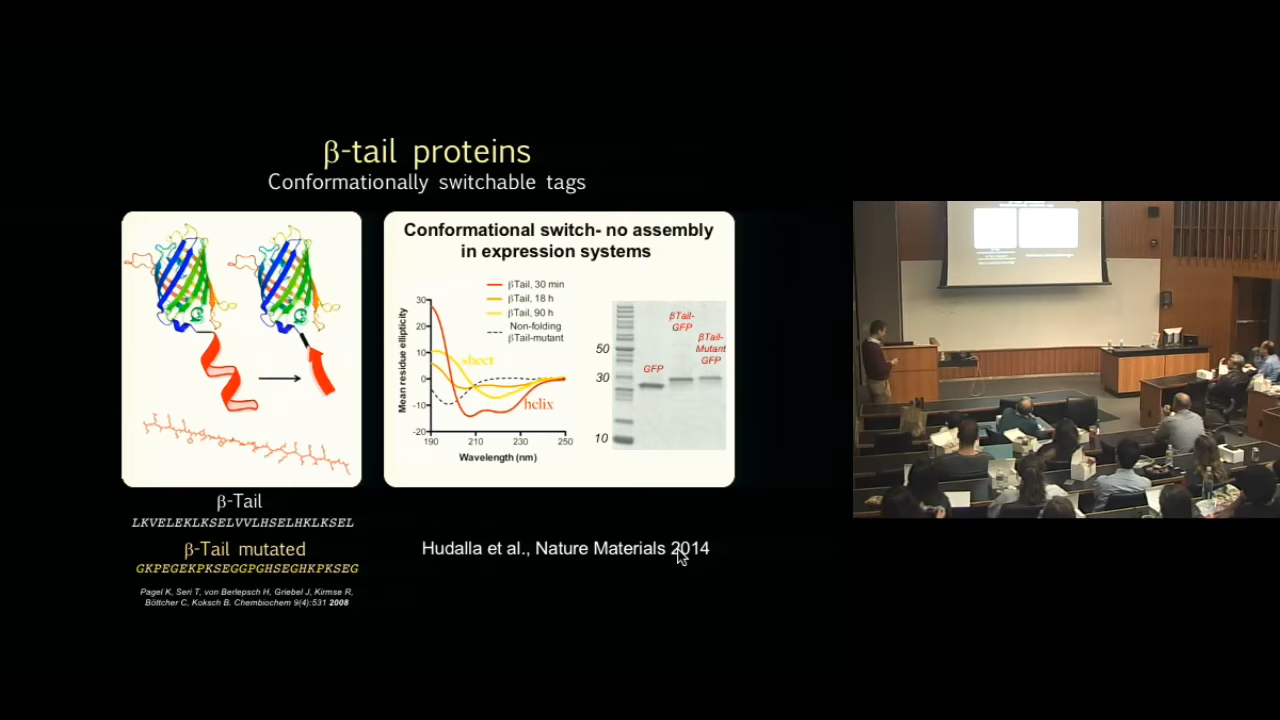 β-tail proteins
Conformationally switchable tags
Conformational switch- no assembly
in expression systems
βTail, 30 min
βTail, 18 h
βTail, 90 h
Non-folding
βTail-mutant
Mean residue ellipticity
30
20
10
0
-10
-20
190
210
230
250
Wavelength (nm)
sheet
helix
50
30
10
GFP
βTail-
GFP
βTail-
Mutant
GFP
β-Tail
LKVELEKLKSELVVLHSELHKLKSEL
β-Tail mutated
GKPEGEKPKSEGGPGHSEGHKPKSEG
Pagel K, Seri T, von Berlepsch H, Griebel J, Kirmse R,
Böttcher C, Koksch B. Chembiochem 9(4):531 2008
Hudalla et al., Nature Materials 2014